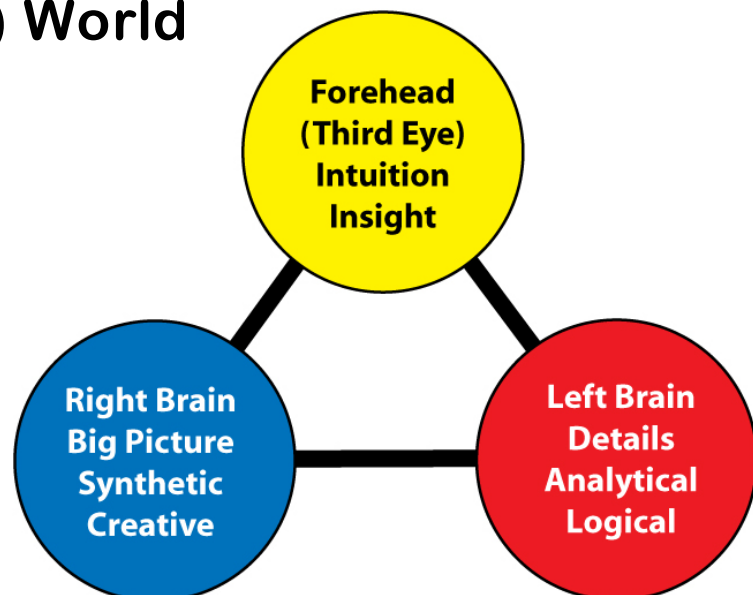 ) World
Forehead
(Third Eye)
Intuition
Insight
Right Brain
Big Picture
Synthetic
Creative
Left Brain
Details
Analytical
Logical